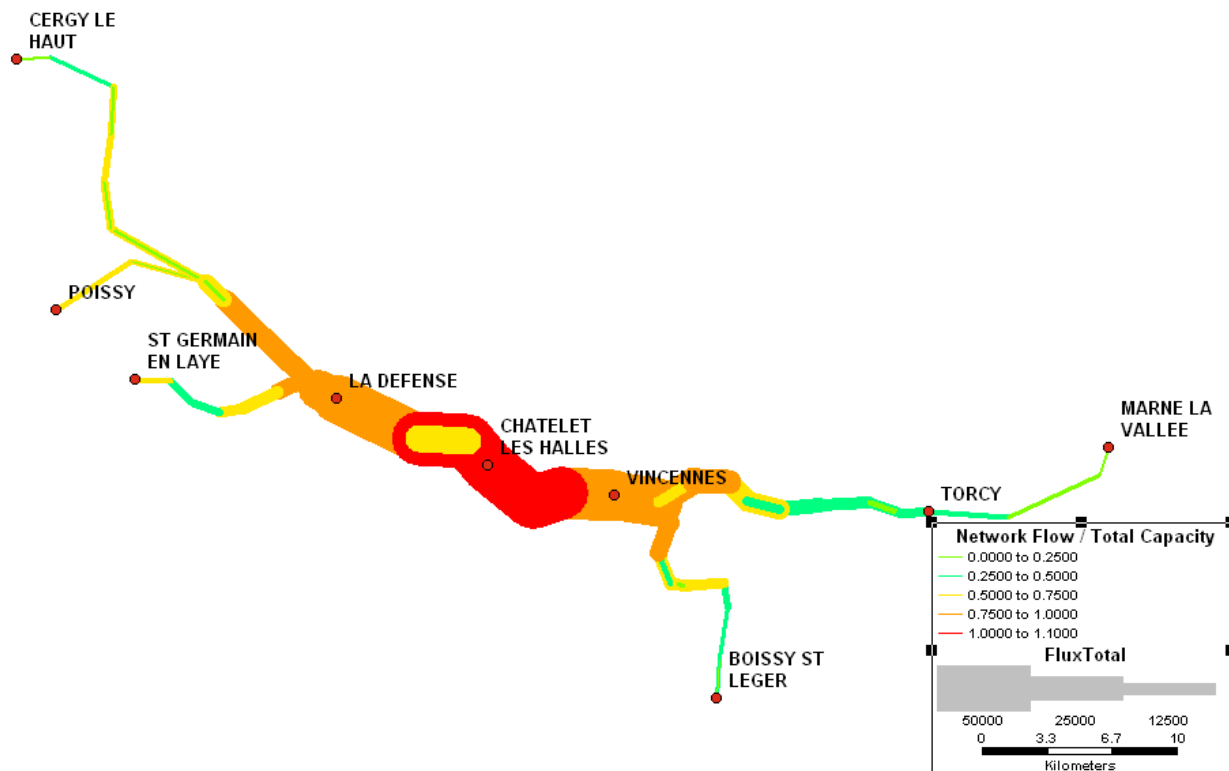 CERGY LE
HAUT
POISSY
ST GERMAIN
EN LAYE
LA DEFENSE
CHATELET
LES HALLES
VINCENNES
MARNE LA
VALLEE
TORCY
BOISSY ST
LEGER
Network Flow / Total Capacity
0.0000 to 0.2500
0.2500 to 0.5000
0.5000 to 0.7500
0.7500 to 1.0000
1.0000 to 1.1000
FluxTotal
50000 25000 12500
0 3.3 6.7 10
Kilometers